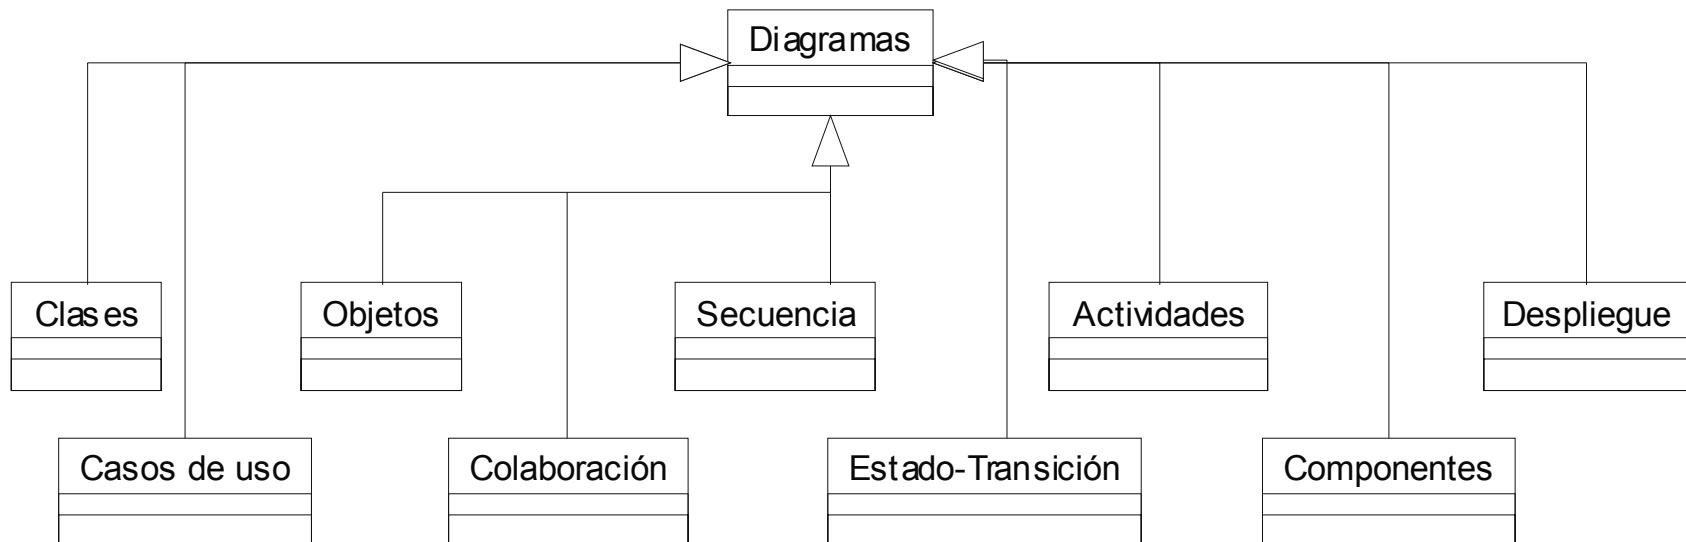 Diagramas
Clases
Objetos
Secuencia
Actividades
Despliegue
Casos de uso
Colaboración
Estado-Transición
Componentes